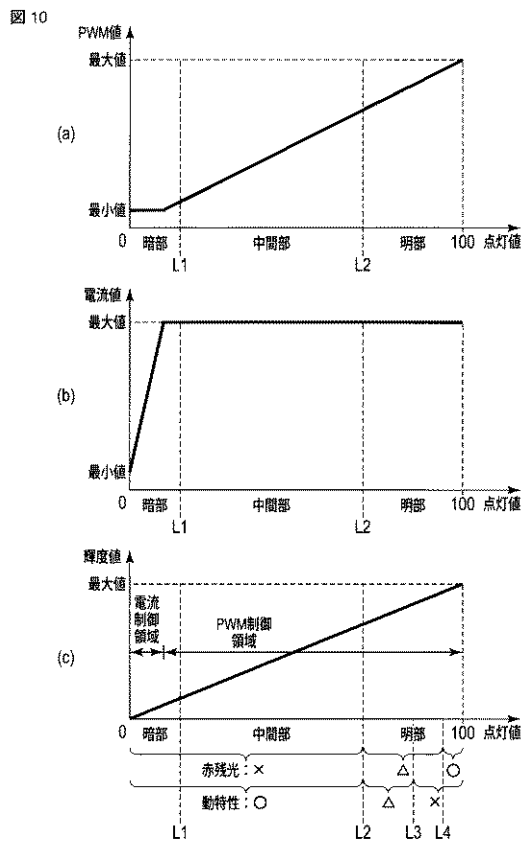 図 10
PWM値
最大値
(a)
最小値
0 暗部 中間部 明部 100 点灯値
L1 L2
電流値
最大値
(b)
最小値
0 暗部 中間部 明部 100 点灯値
L1 L2
輝度値
最大値
電流
制御
領域
PWM制御
領域
(c)
0 暗部 中間部 明部 100 点灯値
赤残光:× △ ○
動特性:○ △ ×
L1 L2 L3 L4